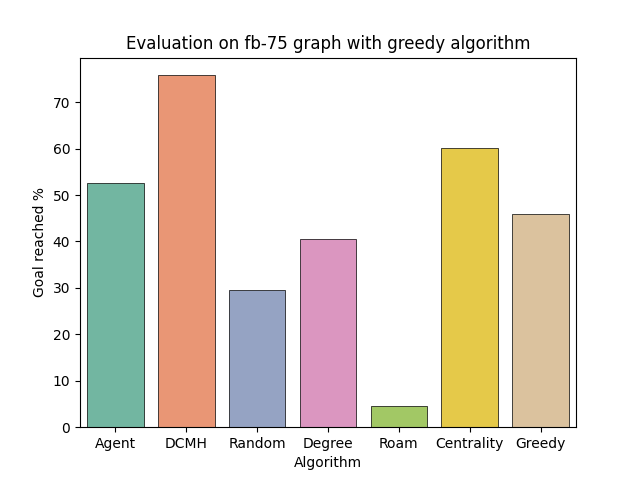 Evaluation on fb-75 graph with greedy algorithm
Goal reached %
70
60
50
40
30
20
10
0
Agent DCMH Random Degree Roam Centrality Greedy
Algorithm